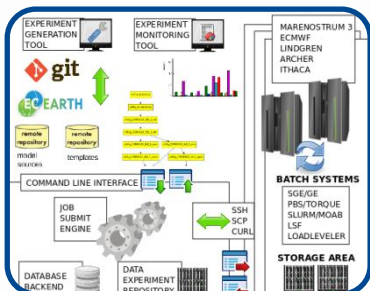 EXPERIMENT
GENERATION
TOOL
EXPERIMENT
MONITORING
TOOL
MARENOSTRUM 3
ECMWF
LINDGREN
ARCHER
ITHACA
git
EC EARTH
remote
repository
model
sources
remote
repository
templates
COMMAND LINE INTERFACE
JOB
SUBMIT
ENGINE
SSH
SCP
CURL
BATCH SYSTEMS
SGE/GE
PBS/TORQUE
SLURM/MOAB
LSF
LOADLEVELER
STORAGE AREA
DATABASE
BACKEND
DATA
EXPERIMENT
REPOSITORY